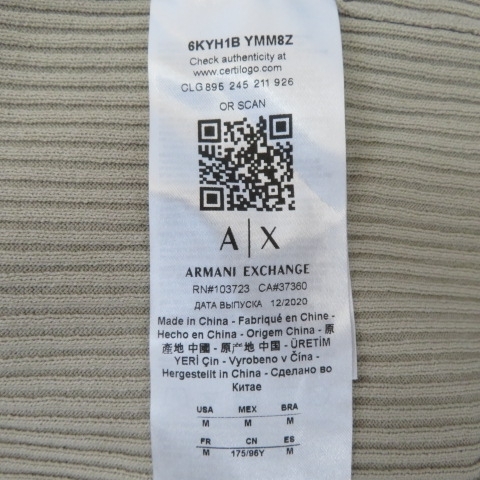 6KYH1B YMM8Z
Check authenticity at
www.certilogo.com
CLG 895 245 211 926
OR SCAN
A|X
ARMANI EXCHANGE
RN#103723 CA#37360
ДАТА ВЫПУСКА 12/2020
Made in China - Fabriqué en Chine -
Hecho en China - Origem China - 原
產地 中國 - 原产地 中国 - ÜRETİM
YERİ Çin - Vyrobeno v Čína -
Hergestellt in China - Сделано во
Китае
USA MEX BRA
M M M
FR CN ES
M 175/96Y M